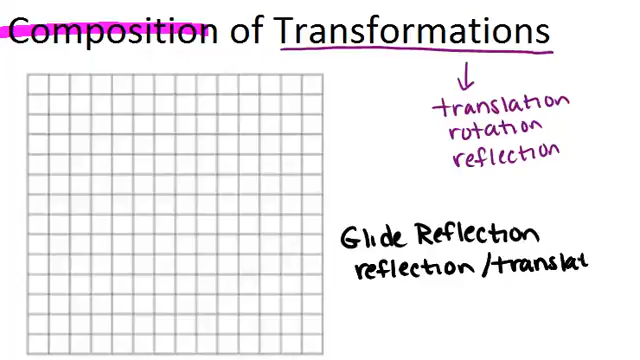 Composition of Transformations
translation
rotation
reflection
Glide Reflection
reflection/translat